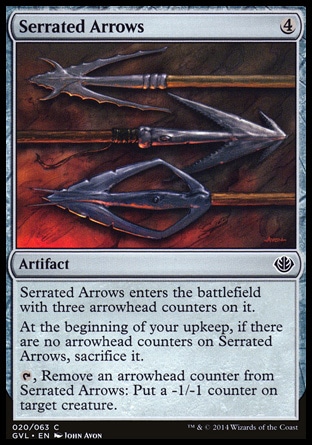 Serrated Arrows 4
Artifact
Serrated Arrows enters the battlefield
with three arrowhead counters on it.
At the beginning of your upkeep, if there
are no arrowhead counters on Serrated
Arrows, sacrifice it.
, Remove an arrowhead counter from
Serrated Arrows: Put a -1/-1 counter on
target creature.
020/063 C
GVL • EN John Avon ™ & © 2014 Wizards of the Coast